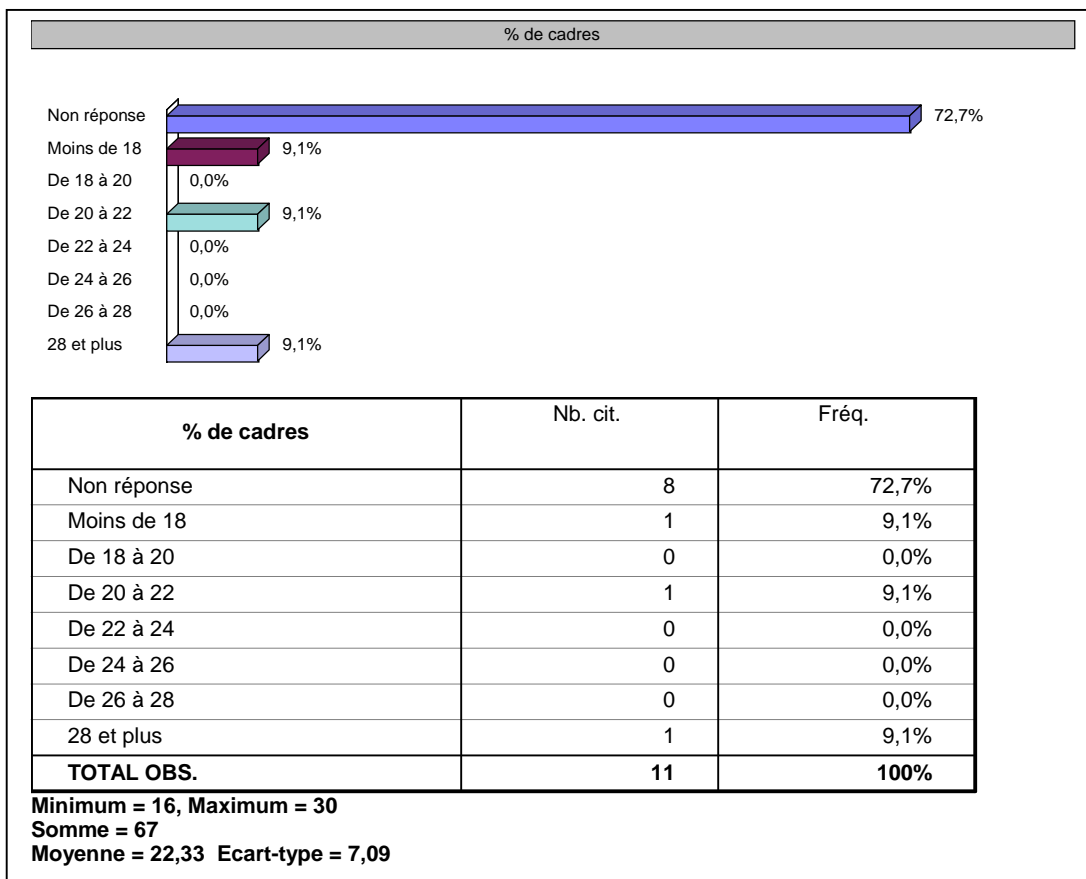 % de cadres
Non réponse 72,7%
Moins de 18 9,1%
De 18 à 20 0,0%
De 20 à 22 9,1%
De 22 à 24 0,0%
De 24 à 26 0,0%
De 26 à 28 0,0%
28 et plus 9,1%
% de cadres Nb. cit. Fréq.
Non réponse 8 72,7%
Moins de 18 1 9,1%
De 18 à 20 0 0,0%
De 20 à 22 1 9,1%
De 22 à 24 0 0,0%
De 24 à 26 0 0,0%
De 26 à 28 0 0,0%
28 et plus 1 9,1%
TOTAL OBS. 11 100%
Minimum = 16, Maximum = 30
Somme = 67
Moyenne = 22,33 Ecart-type = 7,09